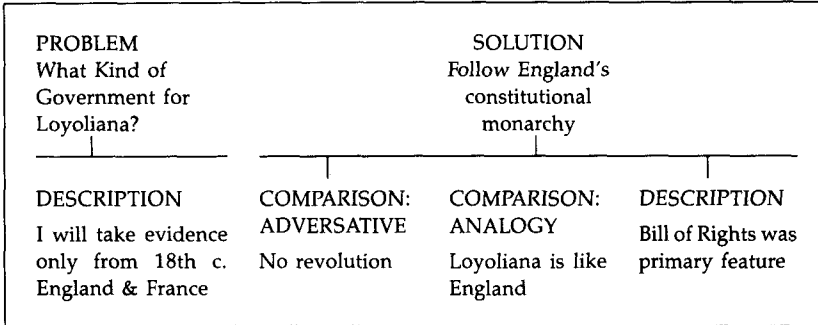 PROBLEM
What Kind of
Government for
Loyoliana?
SOLUTION
Follow England's
constitutional
monarchy
DESCRIPTION
I will take evidence
only from 18th c.
England & France
COMPARISON:
ADVERSATIVE
No revolution
COMPARISON:
ANALOGY
Loyoliana is like
England
DESCRIPTION
Bill of Rights was
primary feature